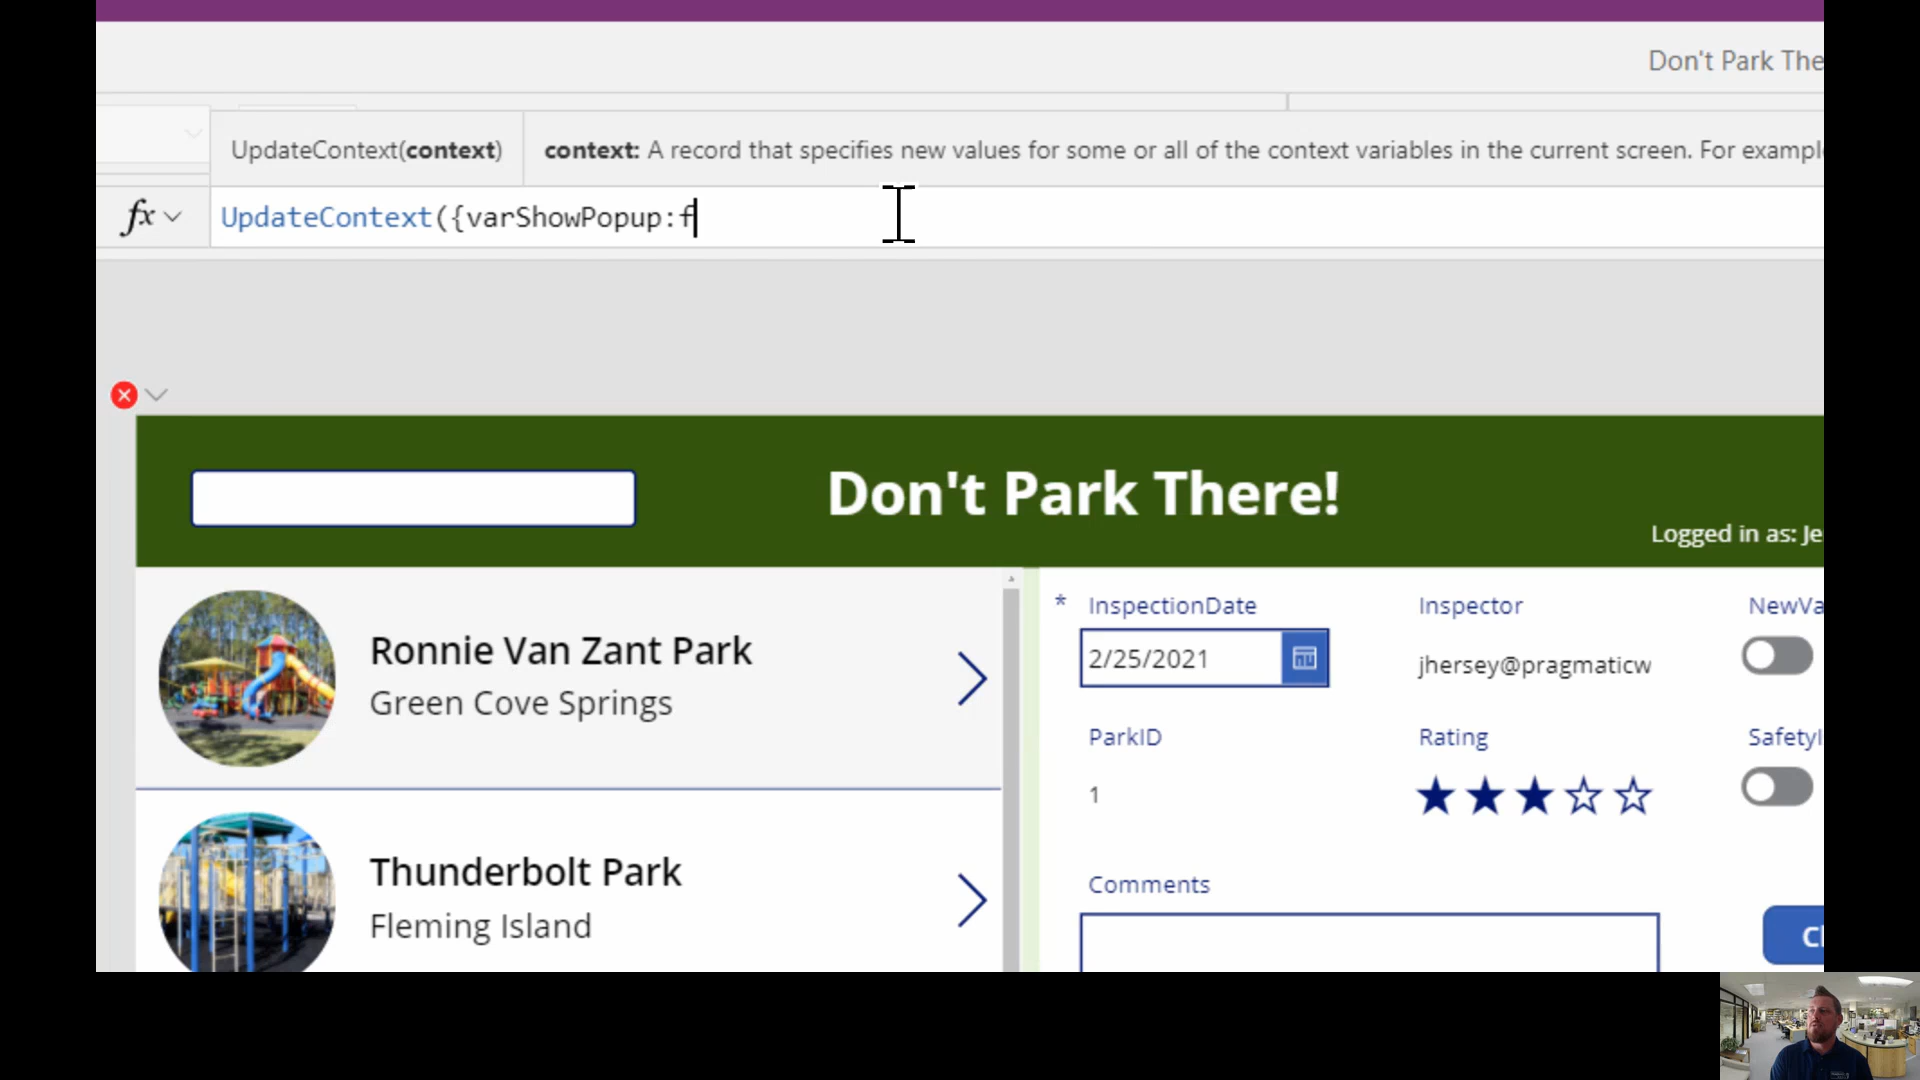 Don't Park The
UpdateContext(context)
context: A record that specifies new values for some or all of the context variables in the current screen. For exampl
fx
UpdateContext({varShowPopup:f
Don't Park There!
Logged in as: Je
Ronnie Van Zant Park
Green Cove Springs
Thunderbolt Park
Fleming Island
* InspectionDate
2/25/2021
Inspector
jhersey@pragmaticw
NewVa
ParkID
1
Rating
SafetyI
Comments
Cl